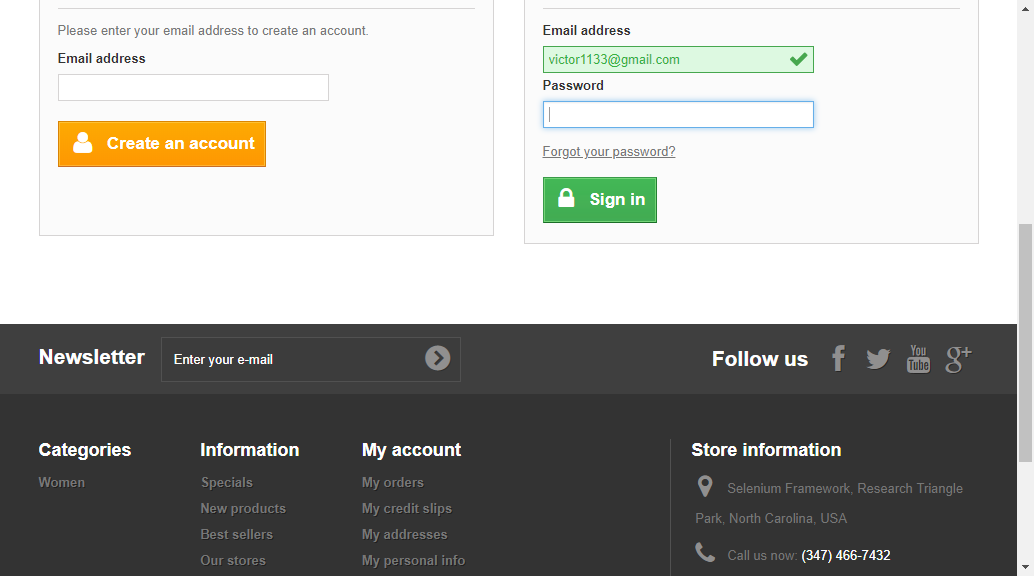 Please enter your email address to create an account.
Email address
Create an account
Email address
victor1133@gmail.com
Password
Forgot your password?
Sign in
Newsletter
Enter your e-mail
Follow us
You
Tube
g+
Categories
Women
Information
Specials
New products
Best sellers
Our stores
My account
My orders
My credit slips
My addresses
My personal info
Store information
Selenium Framework, Research Triangle
Park, North Carolina, USA
Call us now: (347) 466-7432